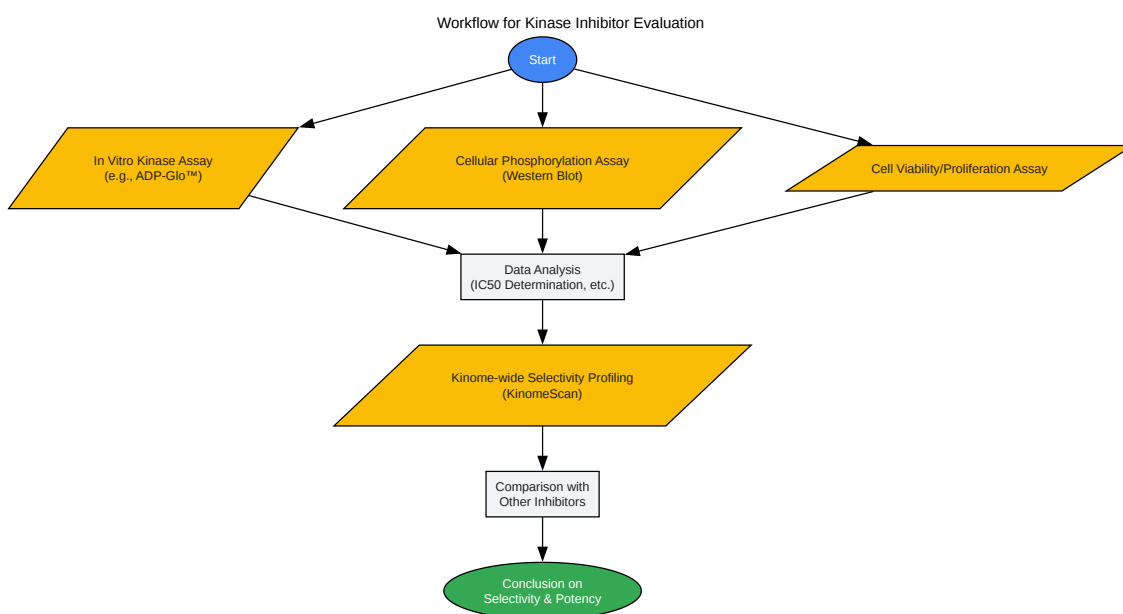 Workflow for Kinase Inhibitor Evaluation
Start
In Vitro Kinase Assay
(e.g., ADP-Glo™)
Cellular Phosphorylation Assay
(Western Blot)
Cell Viability/Proliferation Assay
Data Analysis
(IC50 Determination, etc.)
Kinome-wide Selectivity Profiling
(KinomeScan)
Comparison with
Other Inhibitors
Conclusion on
Selectivity & Potency